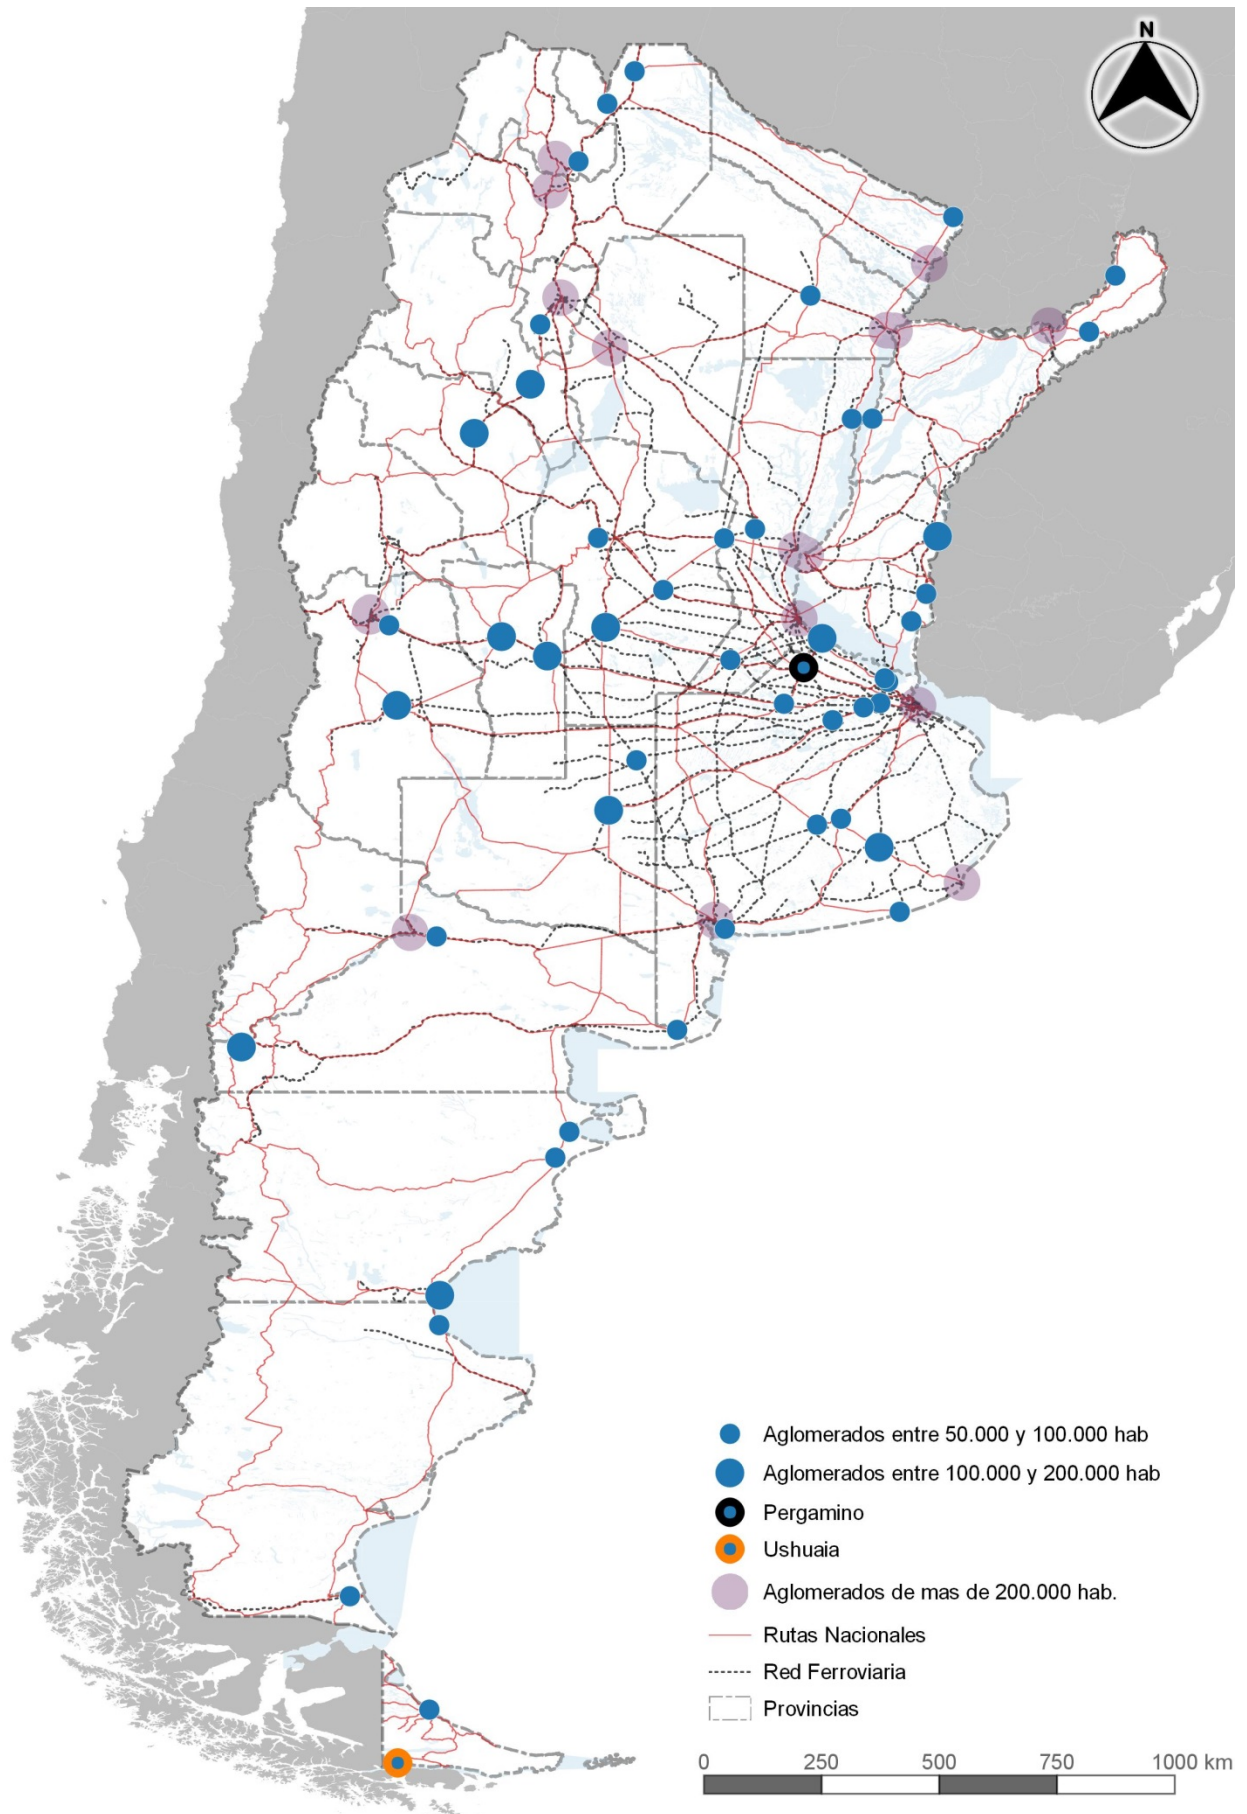 N
Aglomerados entre 50.000 y 100.000 hab
Aglomerados entre 100.000 y 200.000 hab
Pergamino
Ushuaia
Aglomerados de mas de 200.000 hab.
Rutas Nacionales
Red Ferroviaria
Provincias
0 250 500 750 1000 km